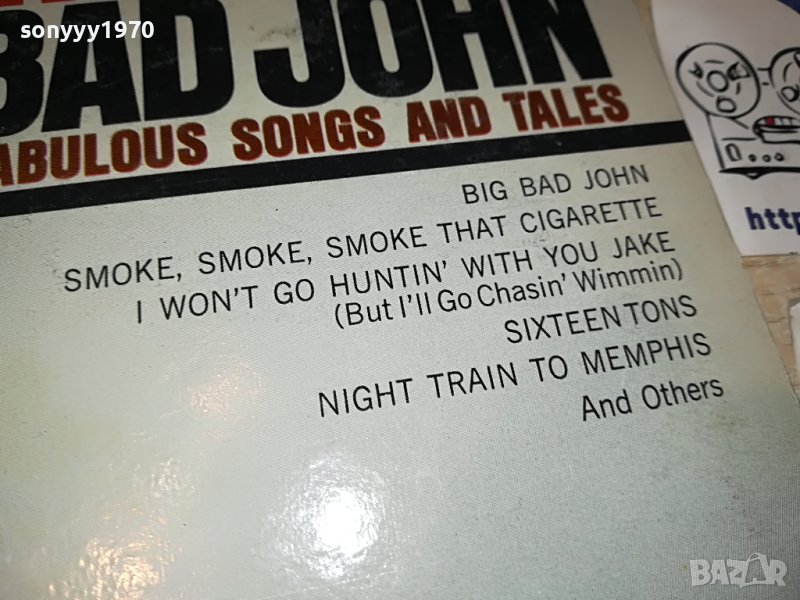 sonyyy1970
BAD JOHN
ABULOUS SONGS AND TALES
BIG BAD JOHN
SMOKE, SMOKE, SMOKE THAT CIGARETTE
I WON'T GO HUNTIN' WITH YOU JAKE
(But I'll Go Chasin' Wimmin)
SIXTEEN TONS
NIGHT TRAIN TO MEMPHIS
And Others
http
BAZAR